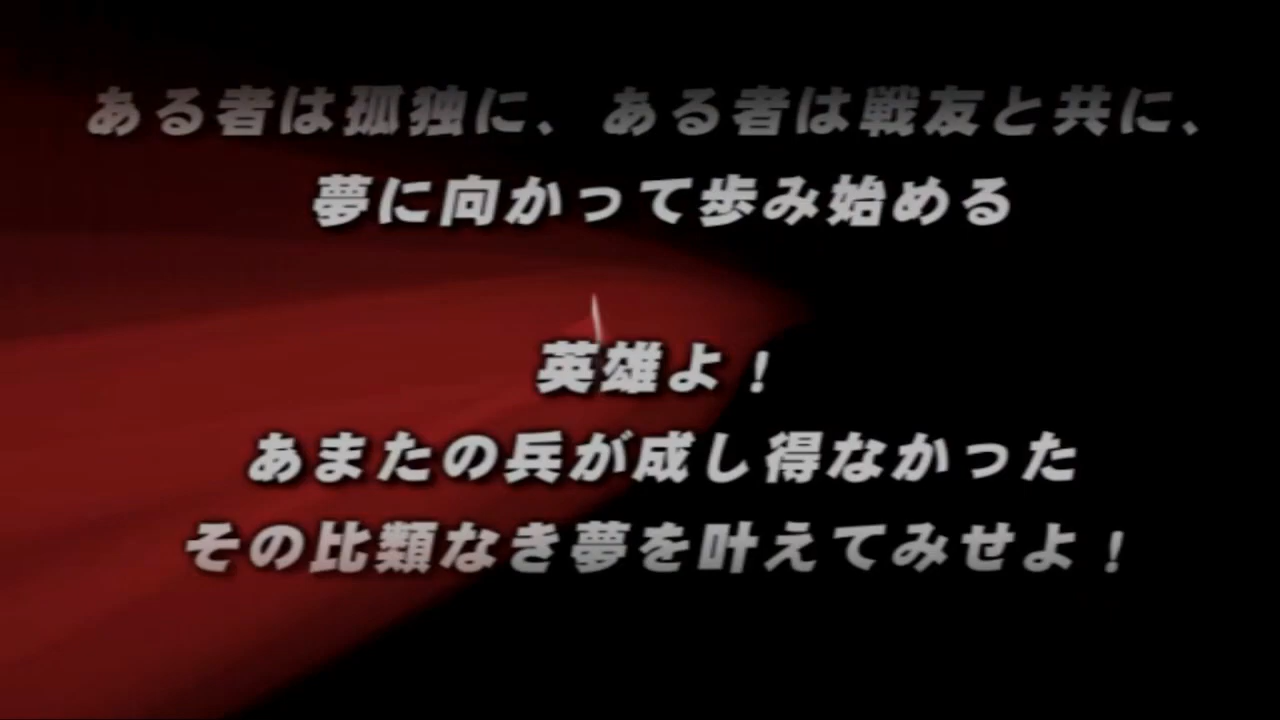 ある者は孤独に、ある者は戦友と共に、
夢に向かって歩み始める
英雄よ！
あまたの兵が成し得なかった
その比類なき夢を叶えてみせよ！